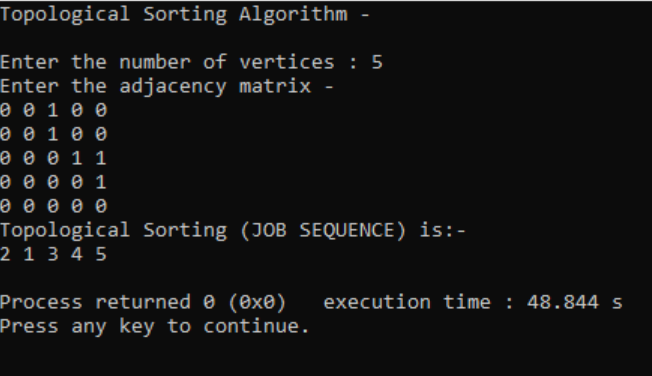 Topological Sorting Algorithm -
Enter the number of vertices : 5
Enter the adjacency matrix -
0 0 1 0 0
0 0 1 0 0
0 0 0 1 1
0 0 0 0 1
0 0 0 0 0
Topological Sorting (JOB SEQUENCE) is:-
2 1 3 4 5
Process returned 0 (0x0)   execution time : 48.844 s
Press any key to continue.